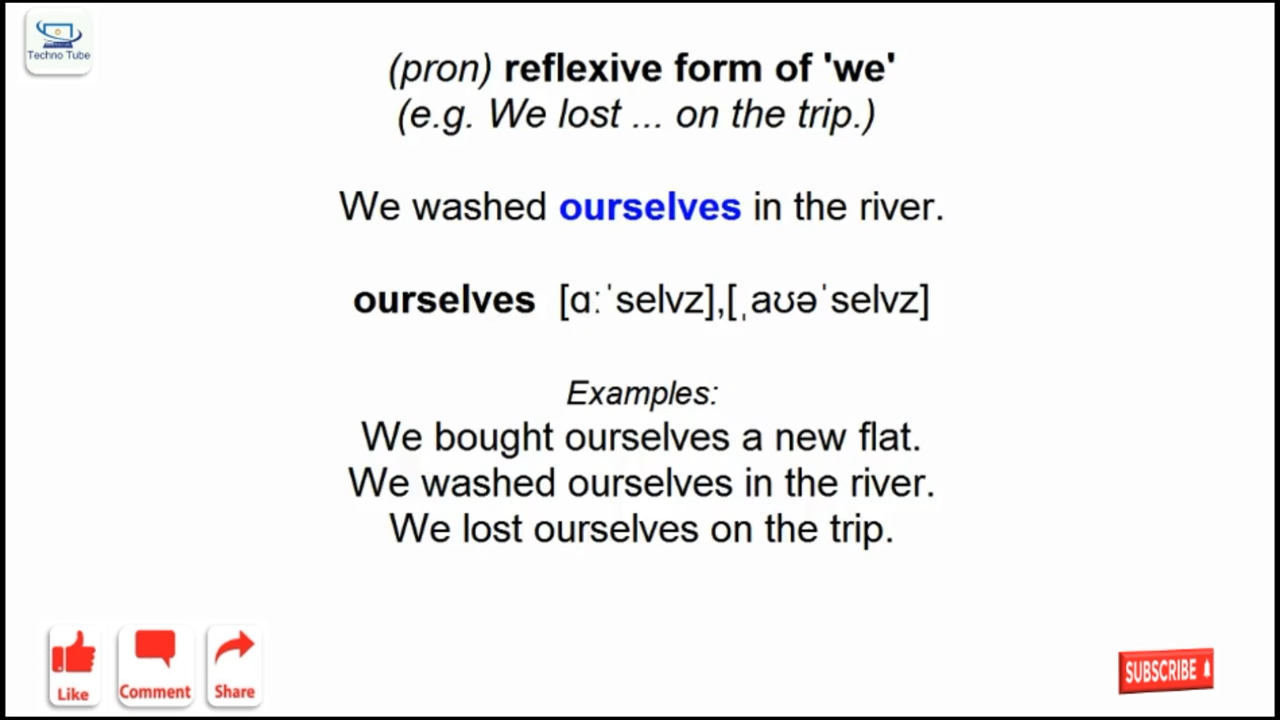 Techno Tube
(pron) reflexive form of 'we'
(e.g. We lost ... on the trip.)
We washed ourselves in the river.
ourselves [ɑːˈselvz],[ˌaʊəˈselvz]
Examples:
We bought ourselves a new flat.
We washed ourselves in the river.
We lost ourselves on the trip.
Like
Comment
Share
SUBSCRIBE